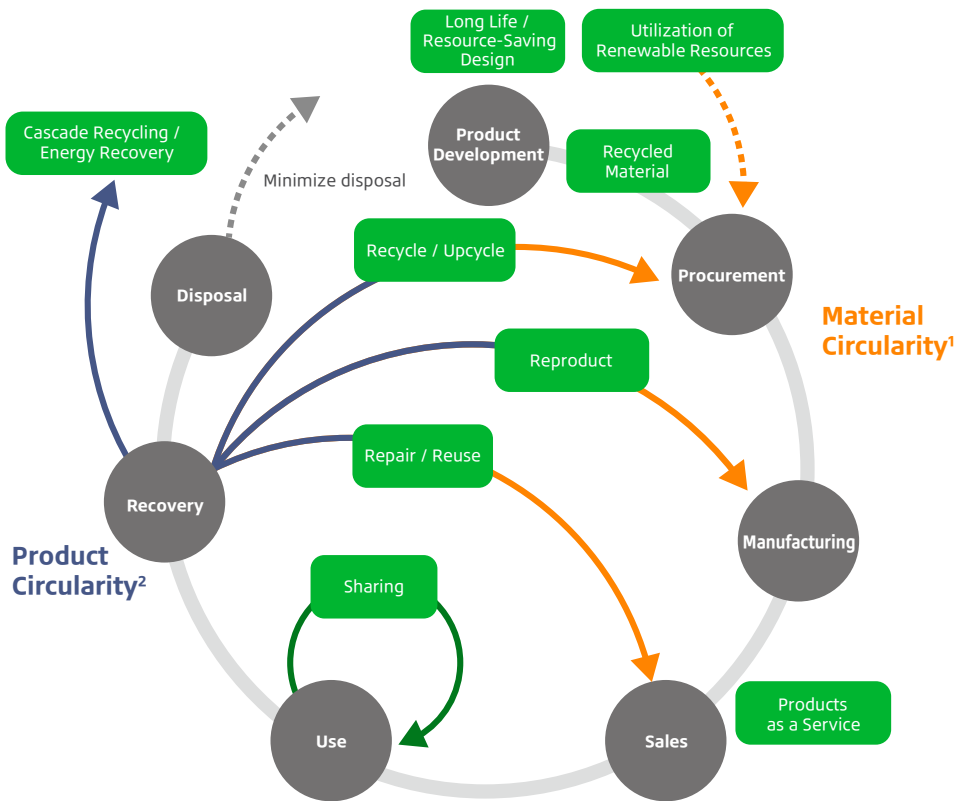 Long Life /
Resource-Saving
Design
Utilization of
Renewable Resources
Cascade Recycling /
Energy Recovery
Product
Development
Recycled
Material
Minimize disposal
Recycle / Upcycle
Procurement
Disposal
Material
Circularity¹
Reproduct
Repair / Reuse
Recovery
Manufacturing
Product
Circularity²
Sharing
Products
as a Service
Use
Sales